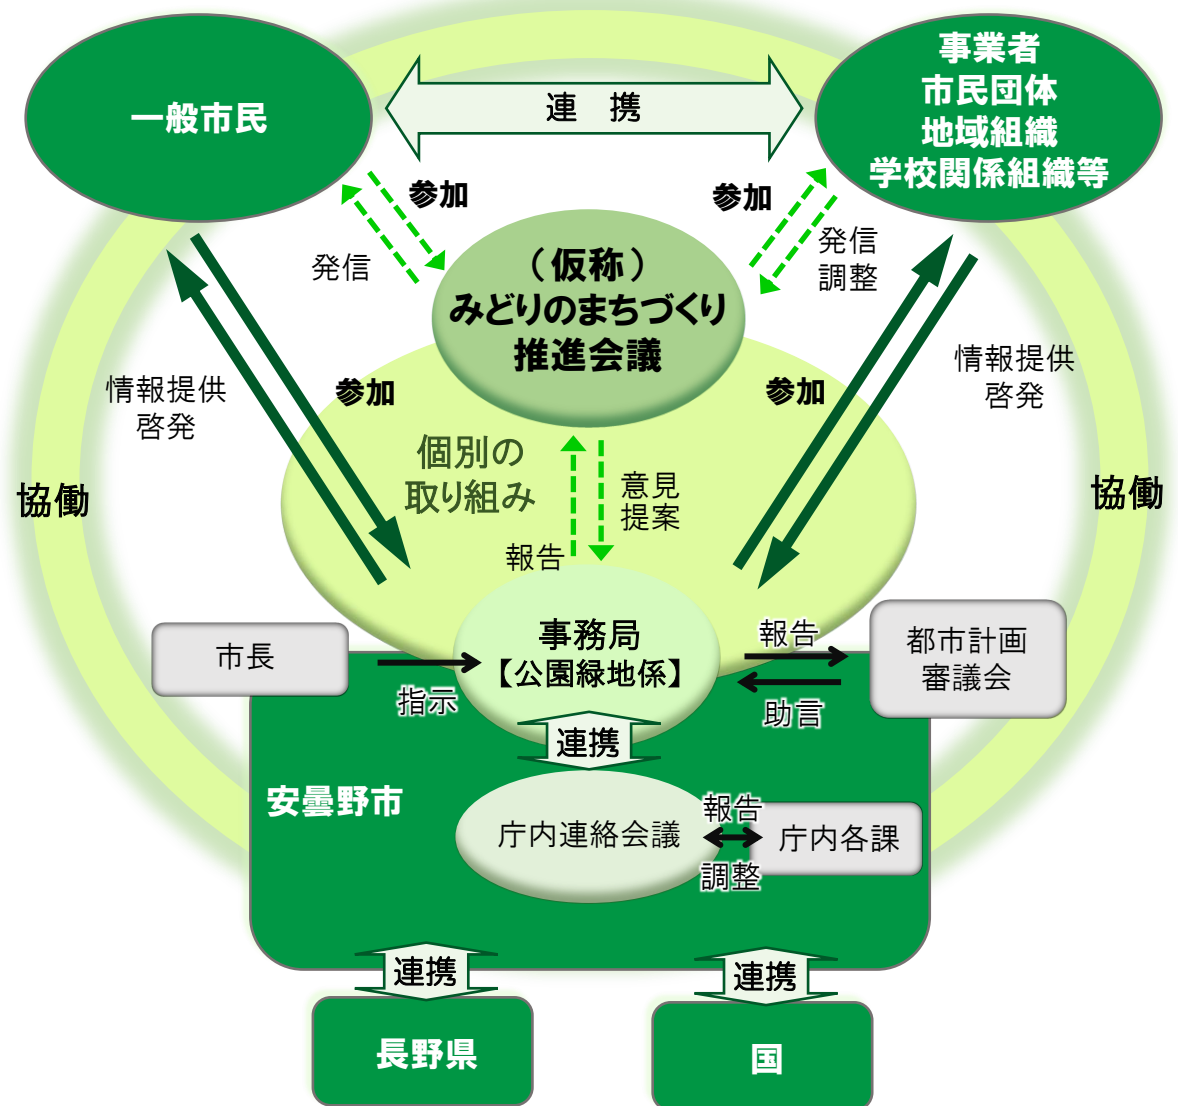 一般市民
連　携
事業者
市民団体
地域組織
学校関係組織等
参加
参加
発信
発信
調整
（仮称）
みどりのまちづくり
推進会議
情報提供
啓発
参加
参加
情報提供
啓発
個別の
取り組み
意見
提案
報告
協働
協働
市長
指示
事務局
【公園緑地係】
報告
助言
都市計画
審議会
連携
安曇野市
庁内連絡会議
報告
調整
庁内各課
連携
連携
長野県
国